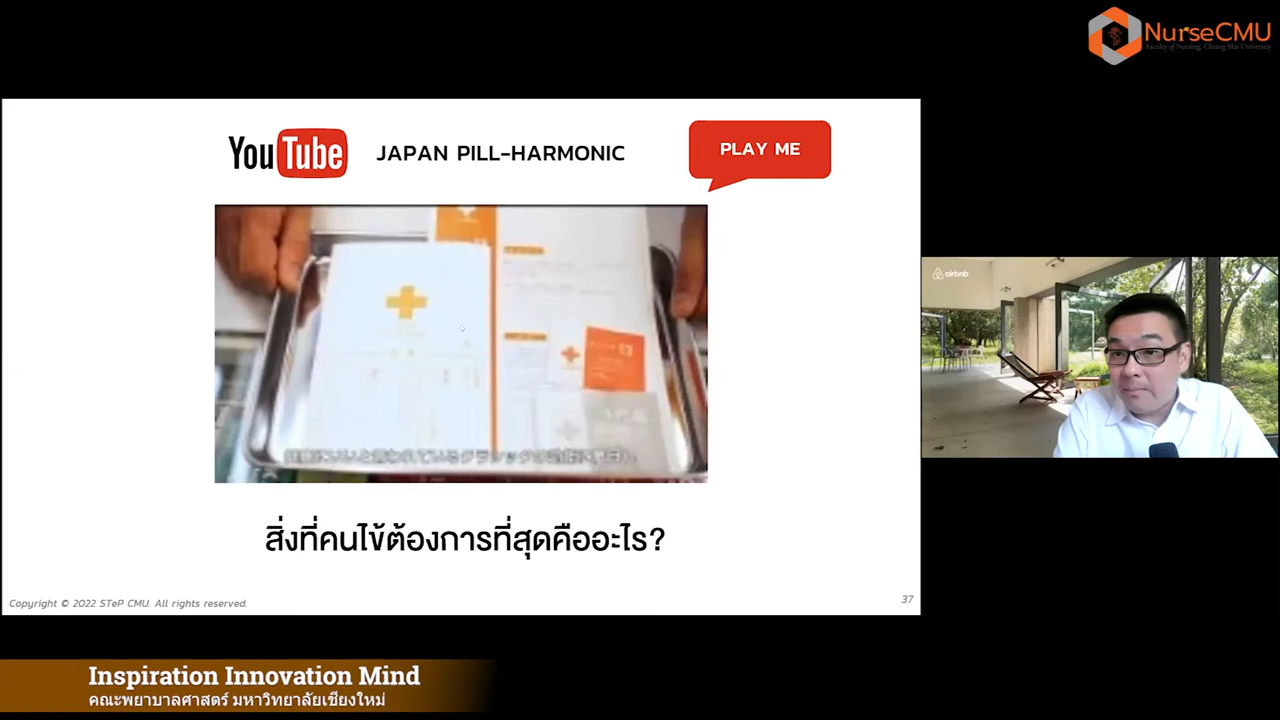 NurseCMU
Faculty of Nursing, Chiang Mai University
YouTube
JAPAN PILL-HARMONIC
PLAY ME
airbnb
สิ่งที่คนไข้ต้องการที่สุดคืออะไร?
Copyright © 2022 STeP CMU. All rights reserved.
37
Inspiration Innovation Mind
คณะพยาบาลศาสตร์ มหาวิทยาลัยเชียงใหม่